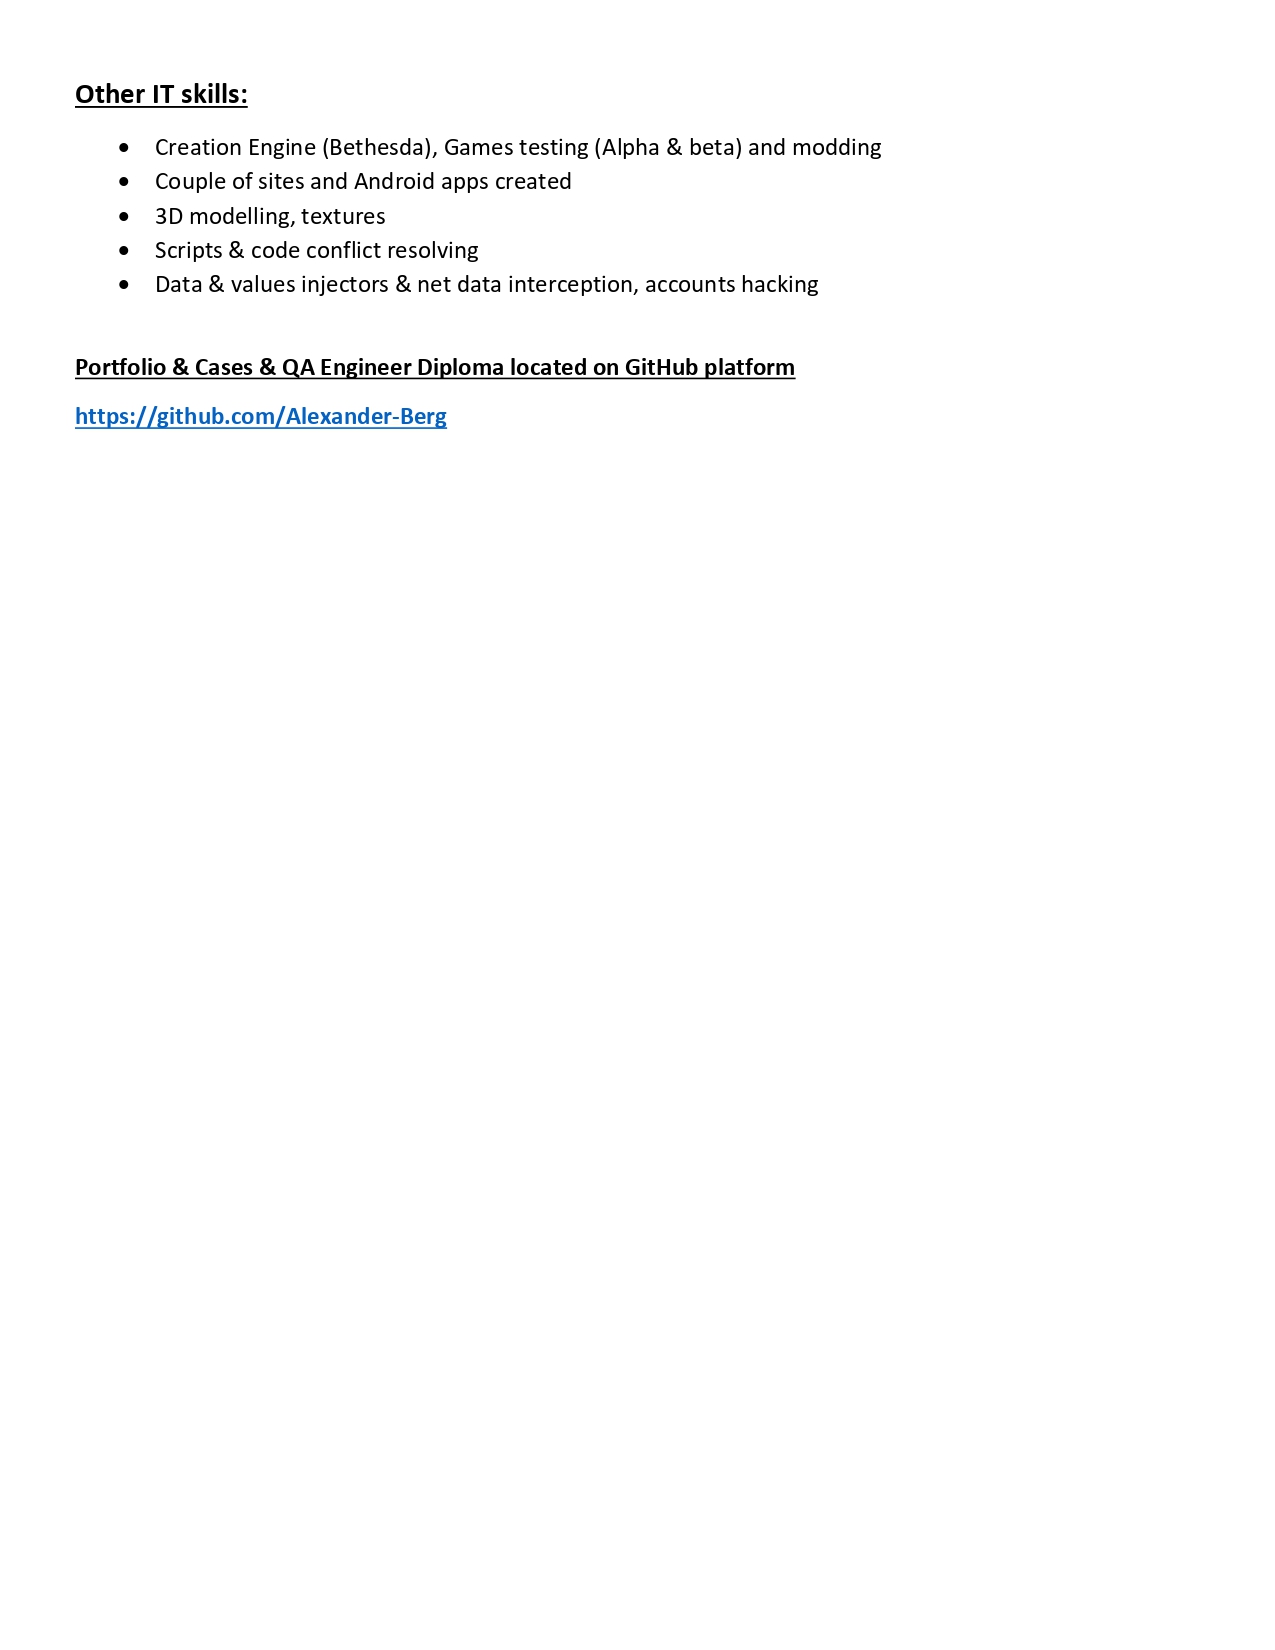 Other IT skills:
• Creation Engine (Bethesda), Games testing (Alpha & beta) and modding
• Couple of sites and Android apps created
• 3D modelling, textures
• Scripts & code conflict resolving
• Data & values injectors & net data interception, accounts hacking
Portfolio & Cases & QA Engineer Diploma located on GitHub platform
https://github.com/Alexander-Berg